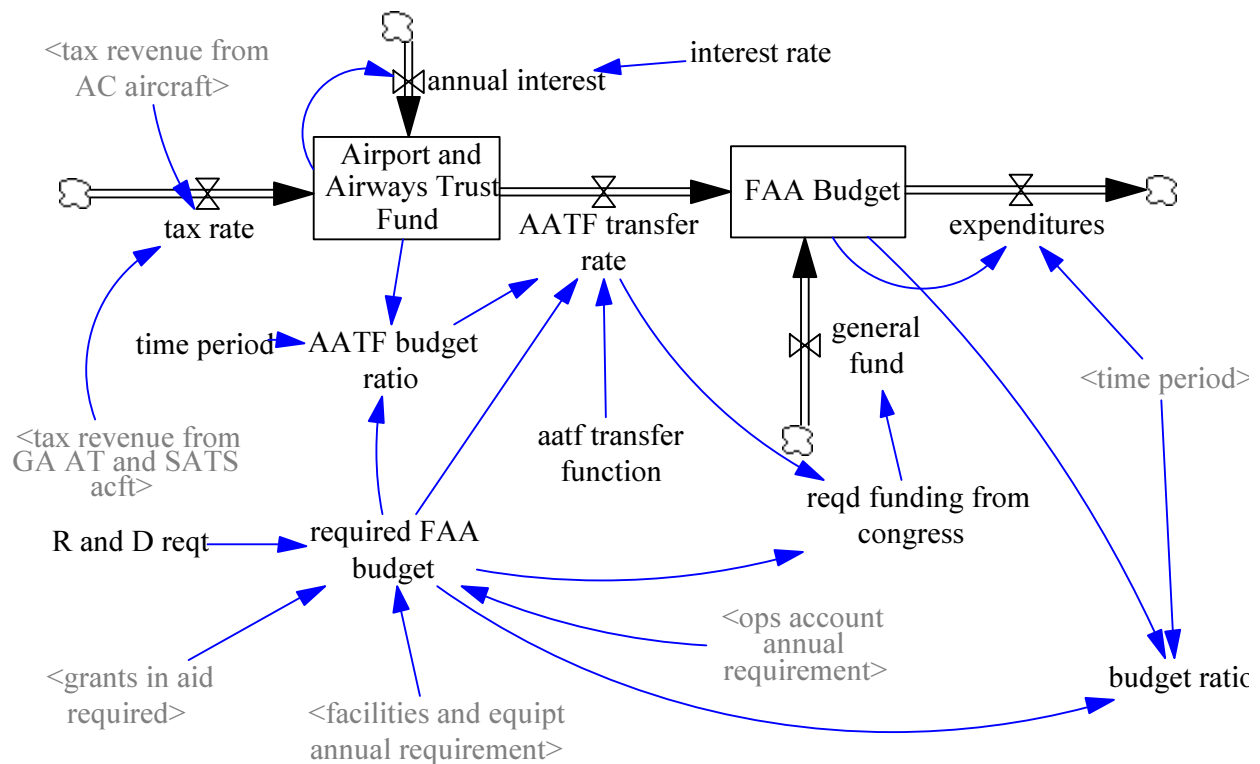 <tax revenue from
AC aircraft>
annual interest
interest rate
Airport and
Airways Trust
Fund
FAA Budget
tax rate
AATF transfer
rate
expenditures
time period
AATF budget
ratio
general
fund
<time period>
<tax revenue from
GA AT and SATS
acft>
aatf transfer
function
reqd funding from
congress
R and D reqt
required FAA
budget
<ops account
annual
requirement>
<grants in aid
required>
<facilities and equipt
annual requirement>
budget ratio